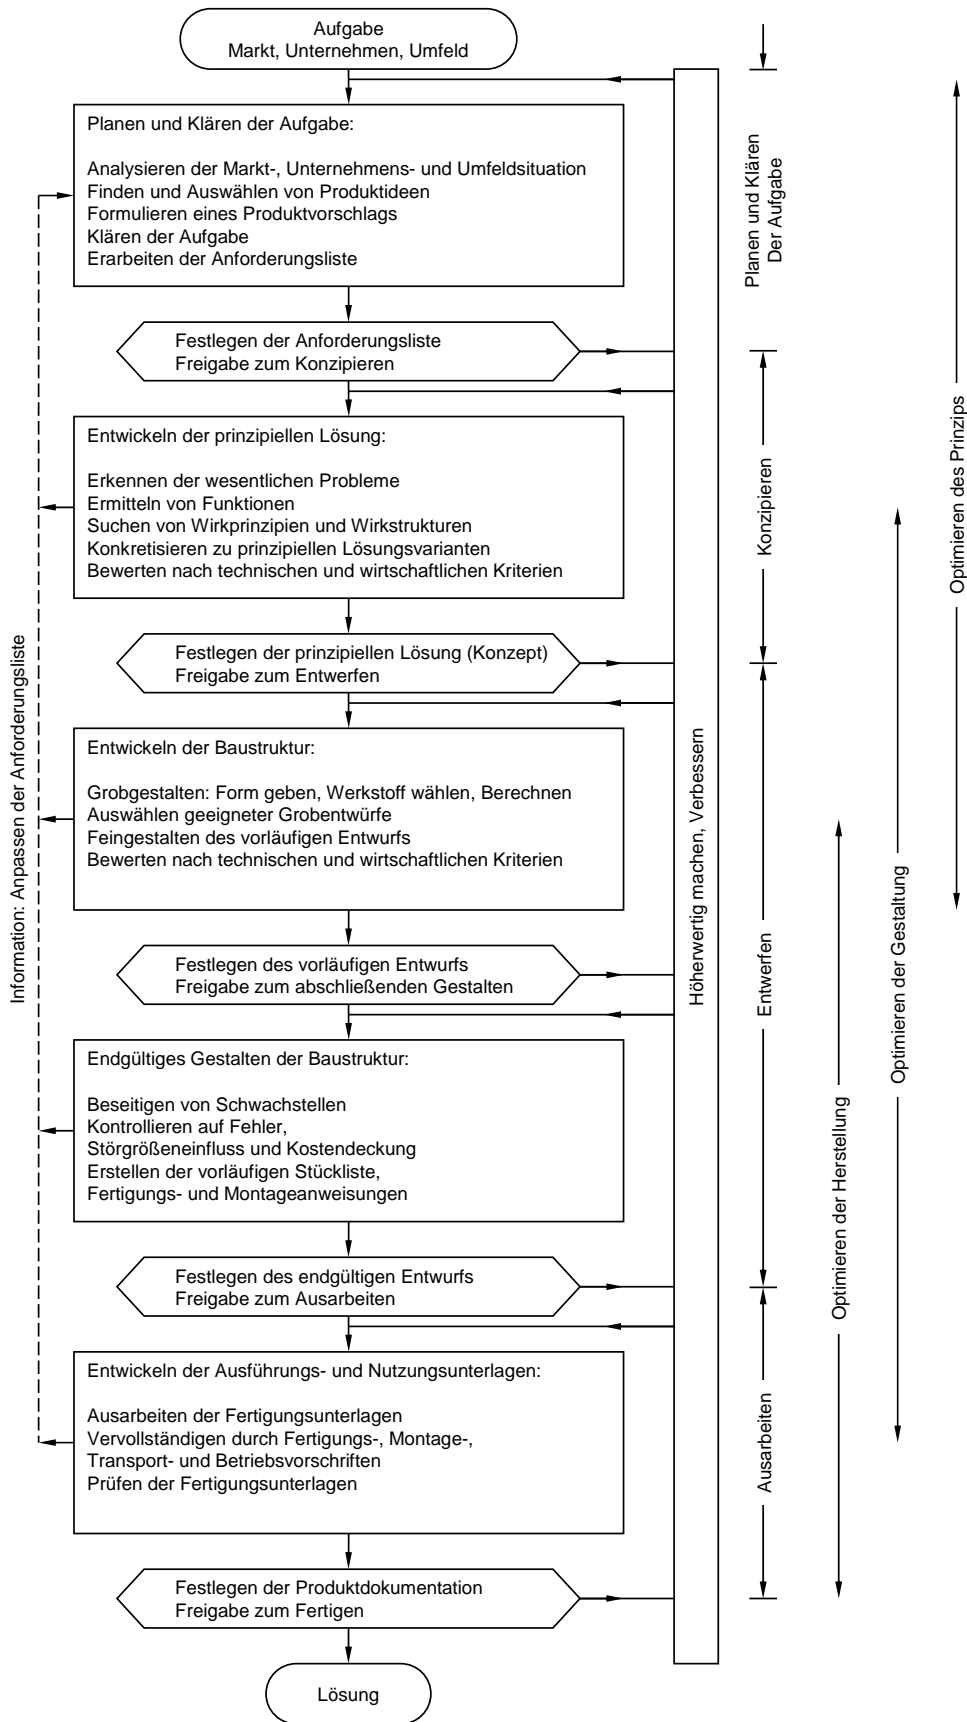 Aufgabe
Markt, Unternehmen, Umfeld
Planen und Klären der Aufgabe:
Analysieren der Markt-, Unternehmens- und Umfeldsituation
Finden und Auswählen von Produktideen
Formulieren eines Produktvorschlags
Klären der Aufgabe
Erarbeiten der Anforderungsliste
Festlegen der Anforderungsliste
Freigabe zum Konzipieren
Entwickeln der prinzipiellen Lösung:
Erkennen der wesentlichen Probleme
Ermitteln von Funktionen
Suchen von Wirkprinzipien und Wirkstrukturen
Konkretisieren zu prinzipiellen Lösungsvarianten
Bewerten nach technischen und wirtschaftlichen Kriterien
Festlegen der prinzipiellen Lösung (Konzept)
Freigabe zum Entwerfen
Entwickeln der Baustruktur:
Grobgestalten: Form geben, Werkstoff wählen, Berechnen
Auswählen geeigneter Grobentwürfe
Feingestalten des vorläufigen Entwurfs
Bewerten nach technischen und wirtschaftlichen Kriterien
Festlegen des vorläufigen Entwurfs
Freigabe zum abschließenden Gestalten
Endgültiges Gestalten der Baustruktur:
Beseitigen von Schwachstellen
Kontrollieren auf Fehler,
Störgrößeneinfluss und Kostendeckung
Erstellen der vorläufigen Stückliste,
Fertigungs- und Montageanweisungen
Festlegen des endgültigen Entwurfs
Freigabe zum Ausarbeiten
Entwickeln der Ausführungs- und Nutzungsunterlagen:
Ausarbeiten der Fertigungsunterlagen
Vervollständigen durch Fertigungs-, Montage-,
Transport- und Betriebsvorschriften
Prüfen der Fertigungsunterlagen
Festlegen der Produktdokumentation
Freigabe zum Fertigen
Lösung
Information: Anpassen der Anforderungsliste
Höherwertig machen, Verbessern
Planen und Klären
Der Aufgabe
Konzipieren
Entwerfen
Ausarbeiten
Optimieren der Herstellung
Optimieren der Gestaltung
Optimieren des Prinzips